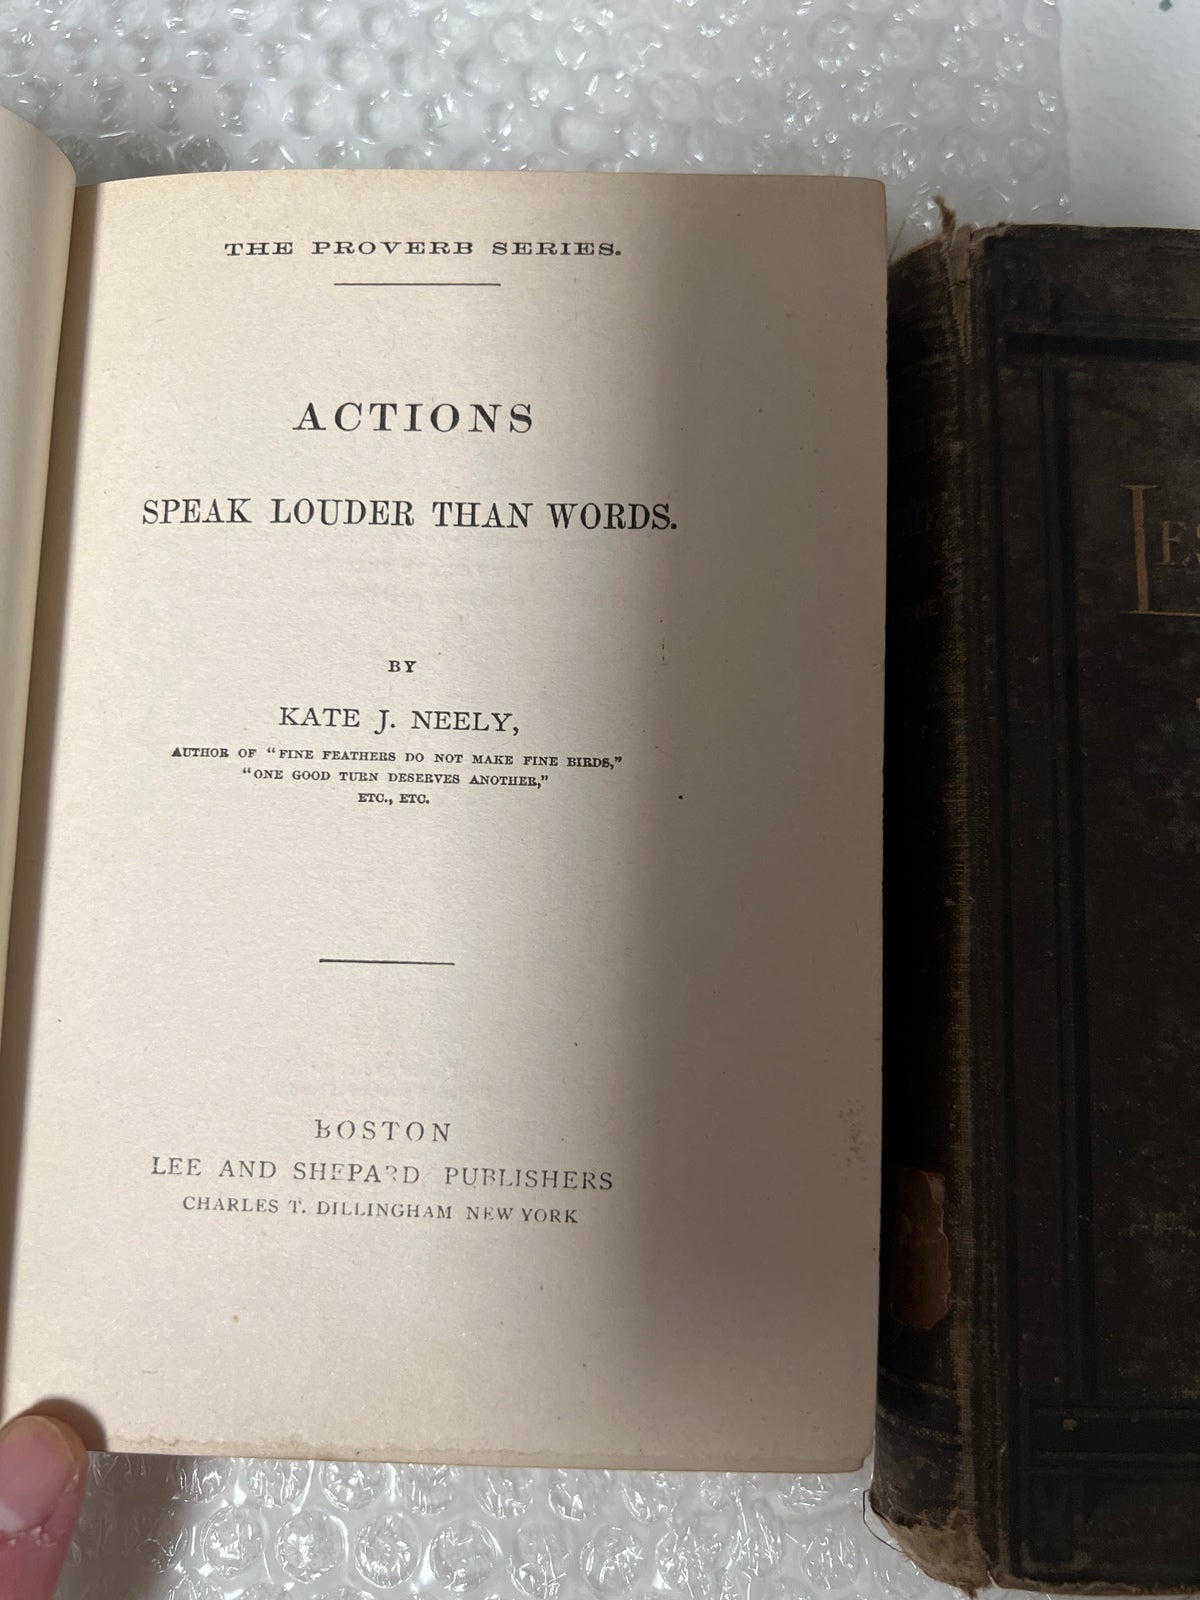 THE PROVERB SERIES.
ACTIONS
SPEAK LOUDER THAN WORDS.
BY
KATE J. NEELY,
AUTHOR OF "FINE FEATHERS DO NOT MAKE FINE BIRDS,"
"ONE GOOD TURN DESERVES ANOTHER,"
ETC., ETC.
BOSTON
LEE AND SHEPARD PUBLISHERS
CHARLES T. DILLINGHAM NEW YORK